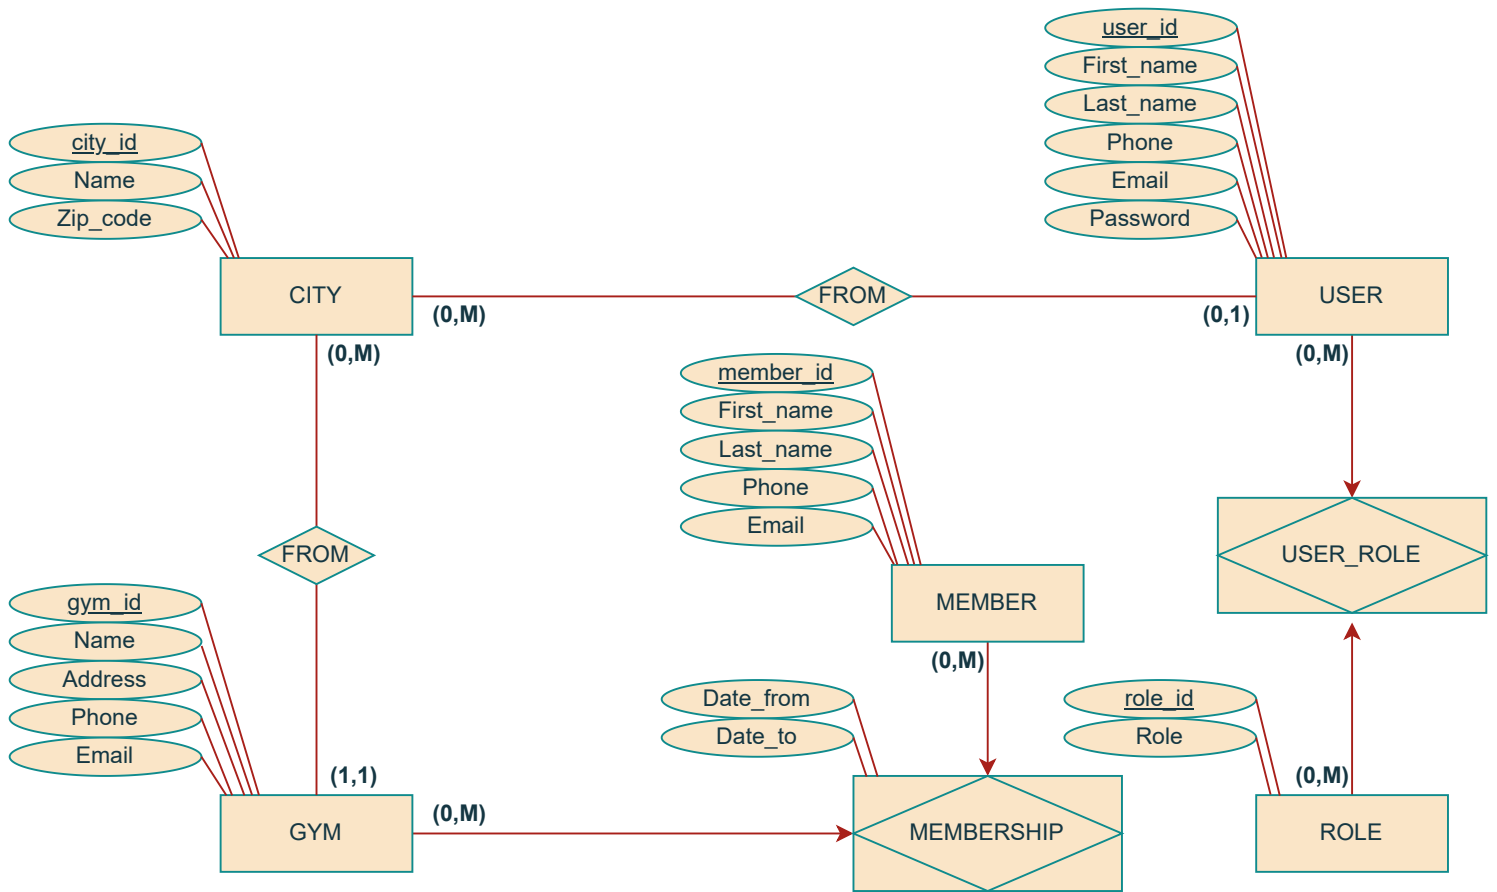 user_id
First_name
Last_name
Phone
Email
Password
city_id
Name
Zip_code
CITY
(0,M)
FROM
(0,1)
USER
(0,M)
(0,M)
member_id
First_name
Last_name
Phone
Email
FROM
USER_ROLE
MEMBER
(0,M)
gym_id
Name
Address
Phone
Email
(1,1)
GYM
(0,M)
Date_from
Date_to
MEMBERSHIP
role_id
Role
(0,M)
ROLE